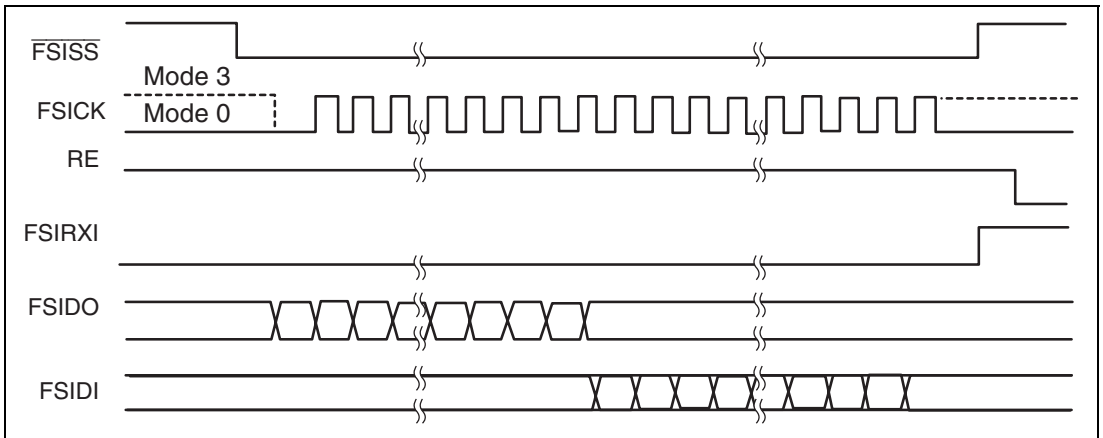 FSISS
Mode 3
FSICK
Mode 0
RE
FSIRXI
FSIDO
FSIDI